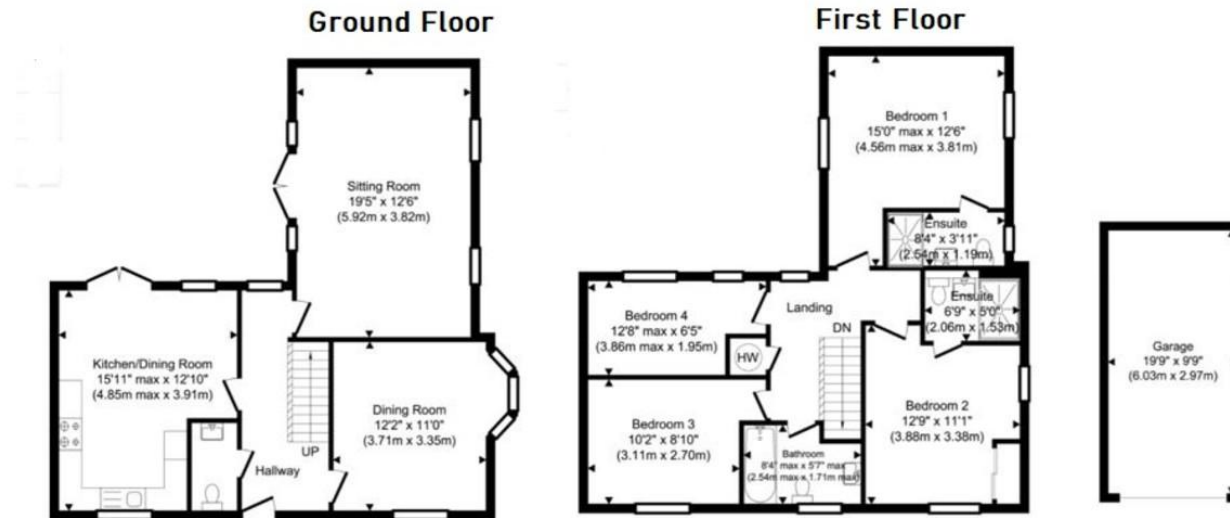 Ground Floor
Sitting Room
19'5" x 12'6"
(5.92m x 3.82m)
Kitchen/Dining Room
15'11" max x 12'10"
(4.85m max x 3.91m)
Dining Room
12'2" x 11'0"
(3.71m x 3.35m)
UP
Hallway
First Floor
Bedroom 1
15'0" max x 12'6"
(4.56m max x 3.81m)
Ensuite
8'4" x 3'11"
(2.54m x 1.19m)
Ensuite
6'9" x 5'0"
(2.06m x 1.53m)
Landing
DN
Bedroom 4
12'8" max x 6'5"
(3.86m max x 1.95m)
HW
Bedroom 3
10'2" x 8'10"
(3.11m x 2.70m)
Bathroom
8'4" max x 5'7" max
(2.54m max x 1.71m max)
Bedroom 2
12'9" x 11'1"
(3.88m x 3.38m)
Garage
19'9" x 9'9"
(6.03m x 2.97m)